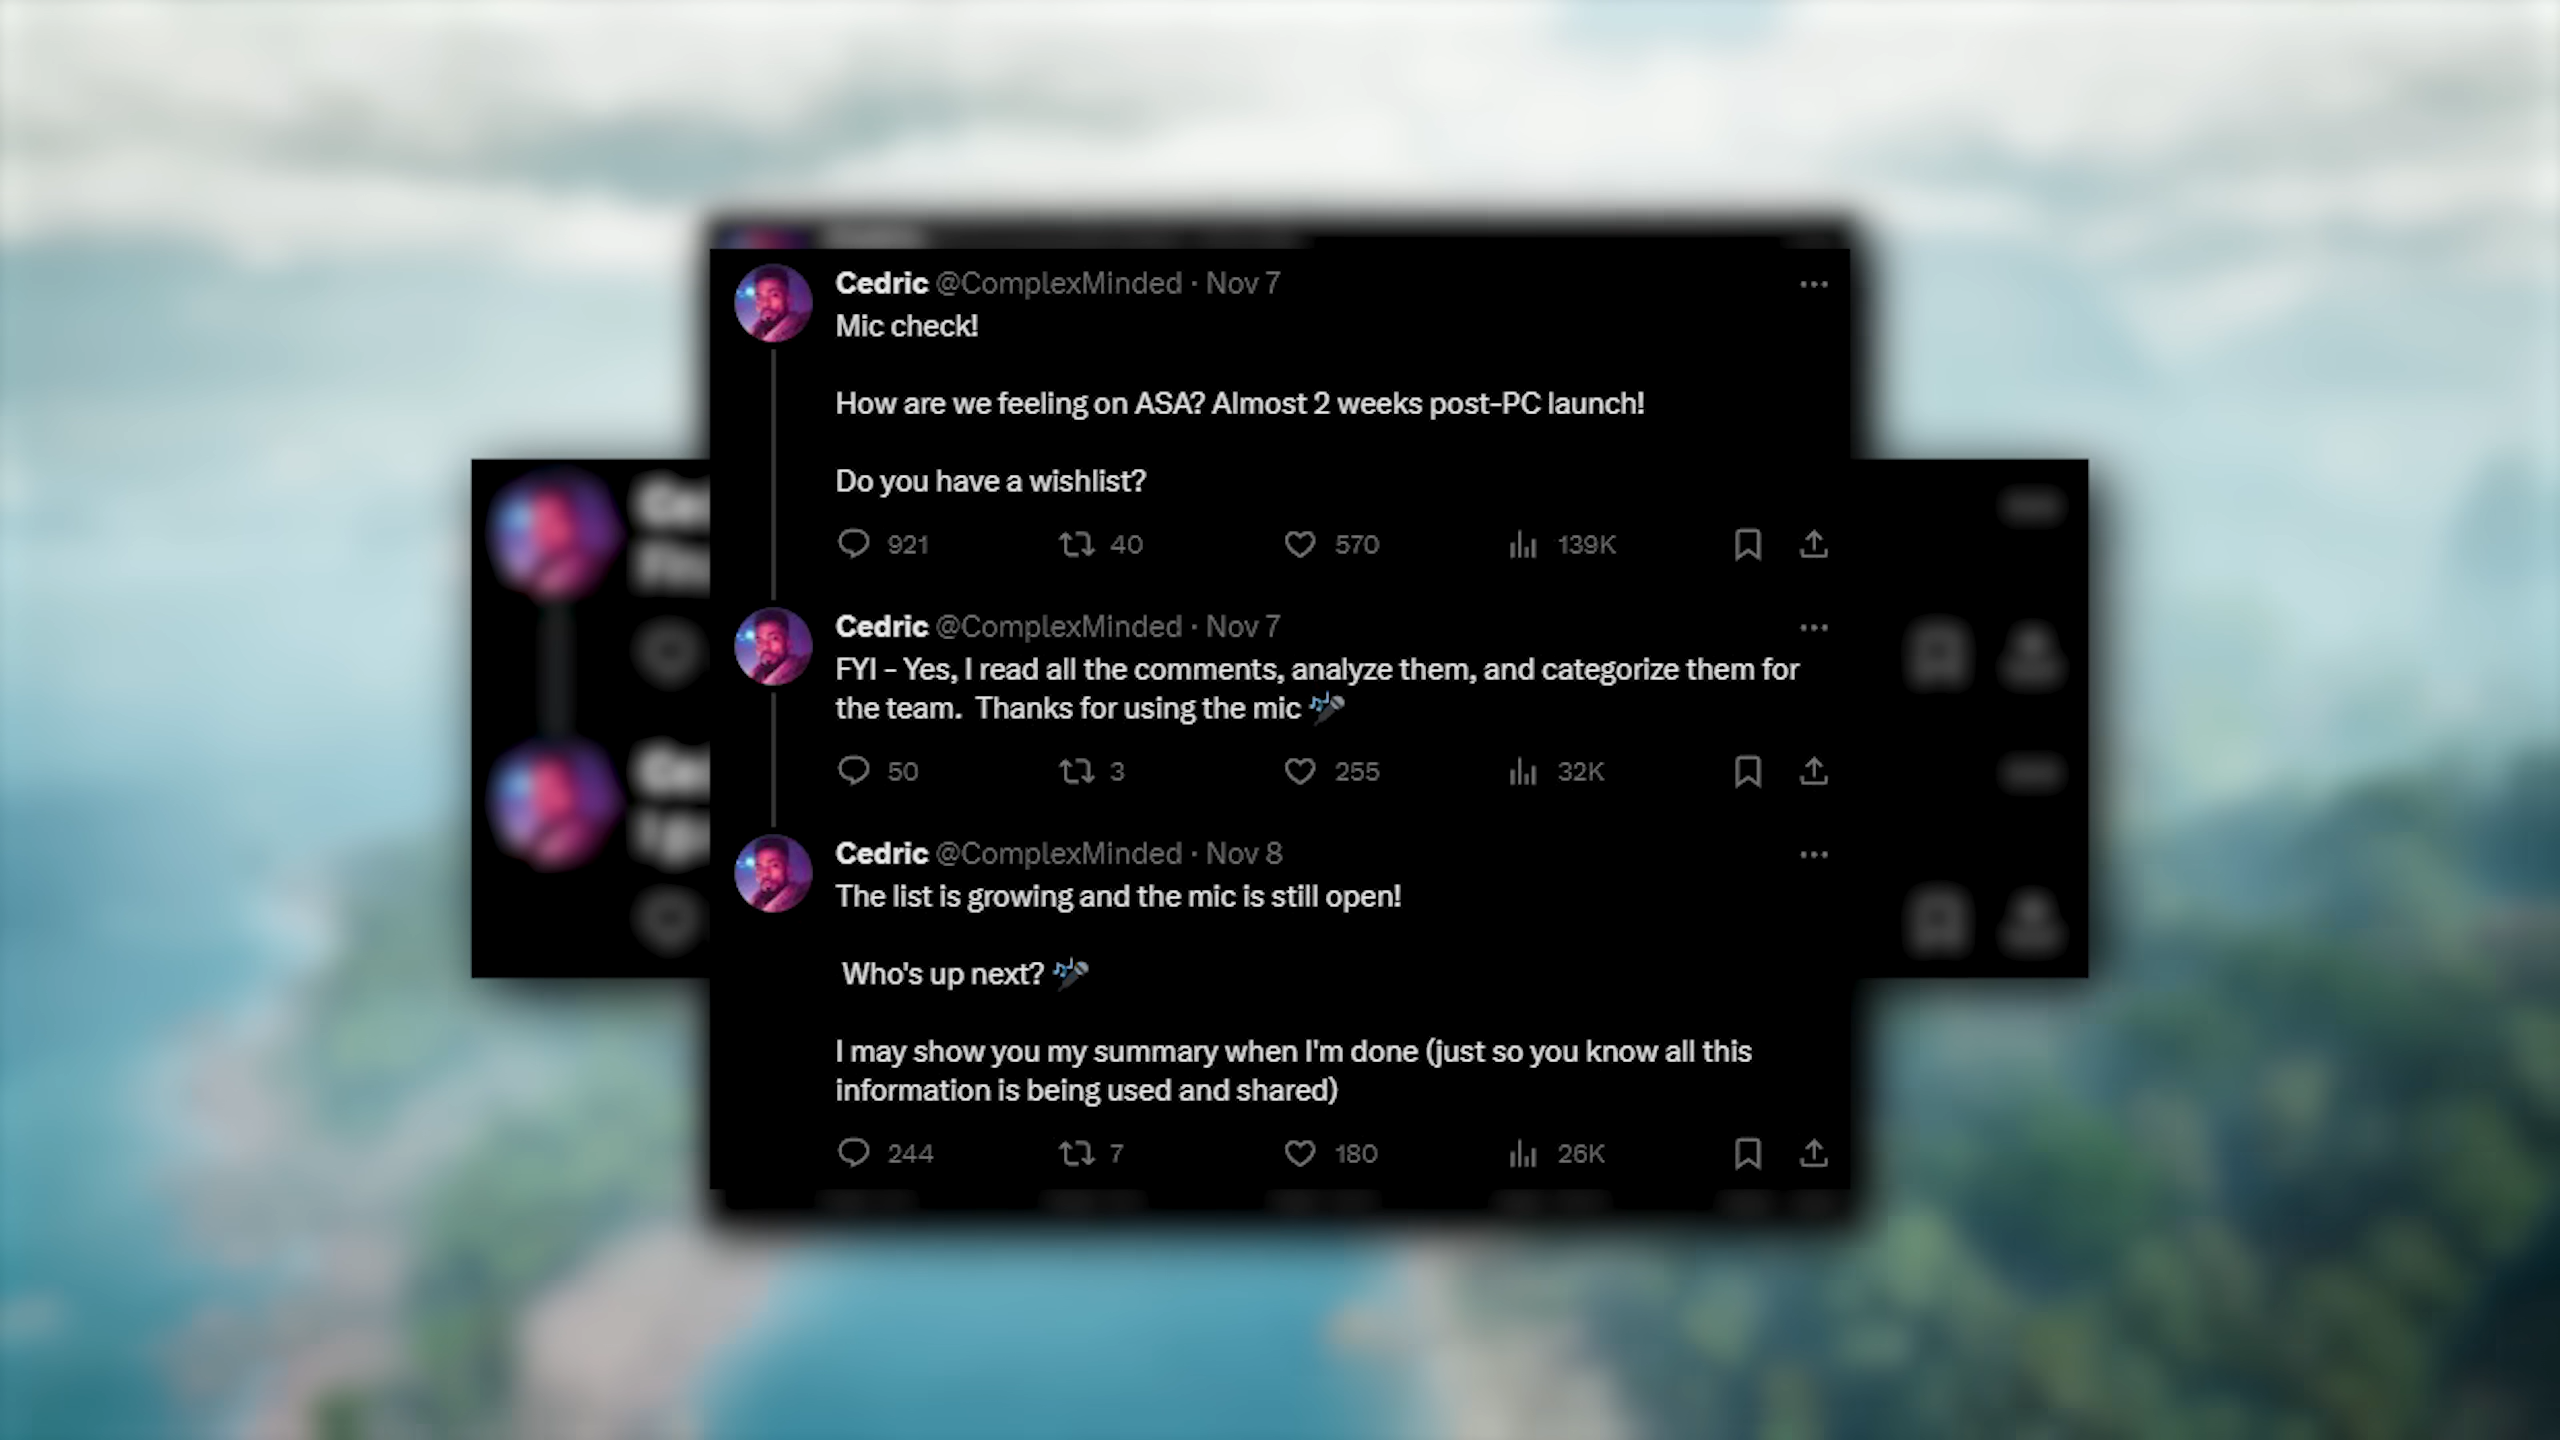 Cedric @ComplexMinded · Nov 7
Mic check!
How are we feeling on ASA? Almost 2 weeks post-PC launch!
Do you have a wishlist?
921 40 570 139K
Cedric @ComplexMinded · Nov 7
FYI - Yes, I read all the comments, analyze them, and categorize them for
the team.  Thanks for using the mic 🎤
50 3 255 32K
Cedric @ComplexMinded · Nov 8
The list is growing and the mic is still open!
Who's up next? 🎤
I may show you my summary when I'm done (just so you know all this
information is being used and shared)
244 7 180 26K